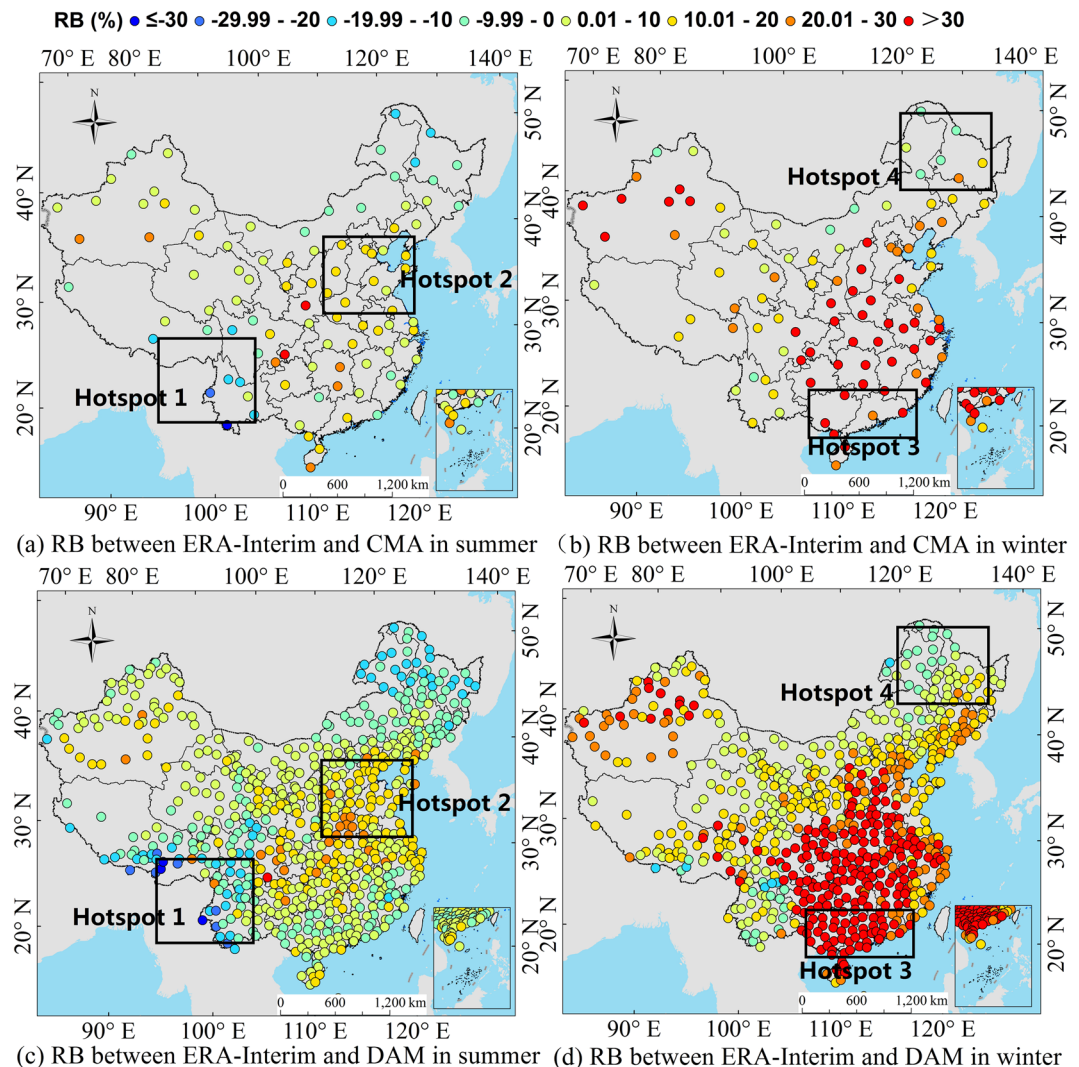 RB (%) ≤-30 -29.99 - -20 -19.99 - -10 -9.99 - 0 0.01 - 10 10.01 - 20 20.01 - 30 >30
70° E 80° E 100° E 120° E 140° E
N
50° N
40° N
40° N
30° N
30° N
20° N
20° N
Hotspot 2
Hotspot 1
0 600 1,200 km
90° E 100° E 110° E 120° E
(a) RB between ERA-Interim and CMA in summer
70° E 80° E 100° E 120° E 140° E
N
50° N
40° N
40° N
30° N
30° N
20° N
20° N
Hotspot 4
Hotspot 3
0 600 1,200 km
90° E 100° E 110° E 120° E
(b) RB between ERA-Interim and CMA in winter
70° E 80° E 100° E 120° E 140° E
N
50° N
40° N
40° N
30° N
30° N
20° N
20° N
Hotspot 2
Hotspot 1
0 600 1,200 km
90° E 100° E 110° E 120° E
(c) RB between ERA-Interim and DAM in summer
70° E 80° E 100° E 120° E 140° E
N
50° N
40° N
40° N
30° N
30° N
20° N
20° N
Hotspot 4
Hotspot 3
0 600 1,200 km
90° E 100° E 110° E 120° E
(d) RB between ERA-Interim and DAM in winter